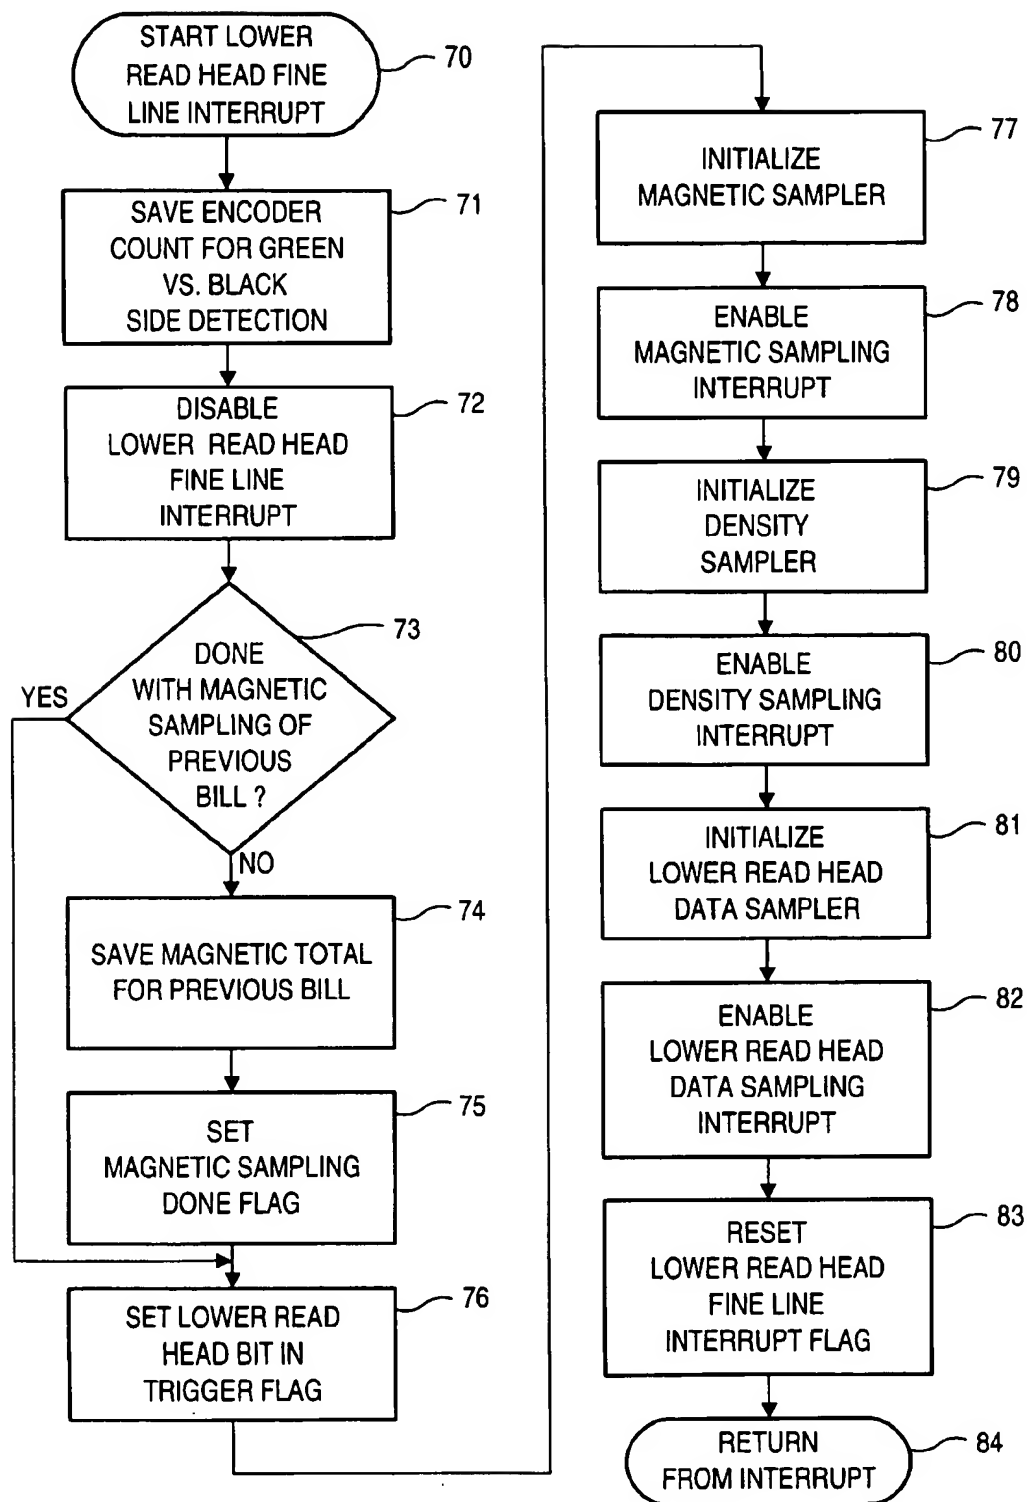 START LOWER
READ HEAD FINE
LINE INTERRUPT
70
SAVE ENCODER
COUNT FOR GREEN
VS. BLACK
SIDE DETECTION
71
DISABLE
LOWER READ HEAD
FINE LINE
INTERRUPT
72
DONE
WITH MAGNETIC
SAMPLING OF
PREVIOUS
BILL ?
73
YES
NO
SAVE MAGNETIC TOTAL
FOR PREVIOUS BILL
74
SET
MAGNETIC SAMPLING
DONE FLAG
75
SET LOWER READ
HEAD BIT IN
TRIGGER FLAG
76
INITIALIZE
MAGNETIC SAMPLER
77
ENABLE
MAGNETIC SAMPLING
INTERRUPT
78
INITIALIZE
DENSITY
SAMPLER
79
ENABLE
DENSITY SAMPLING
INTERRUPT
80
INITIALIZE
LOWER READ HEAD
DATA SAMPLER
81
ENABLE
LOWER READ HEAD
DATA SAMPLING
INTERRUPT
82
RESET
LOWER READ HEAD
FINE LINE
INTERRUPT FLAG
83
RETURN
FROM INTERRUPT
84